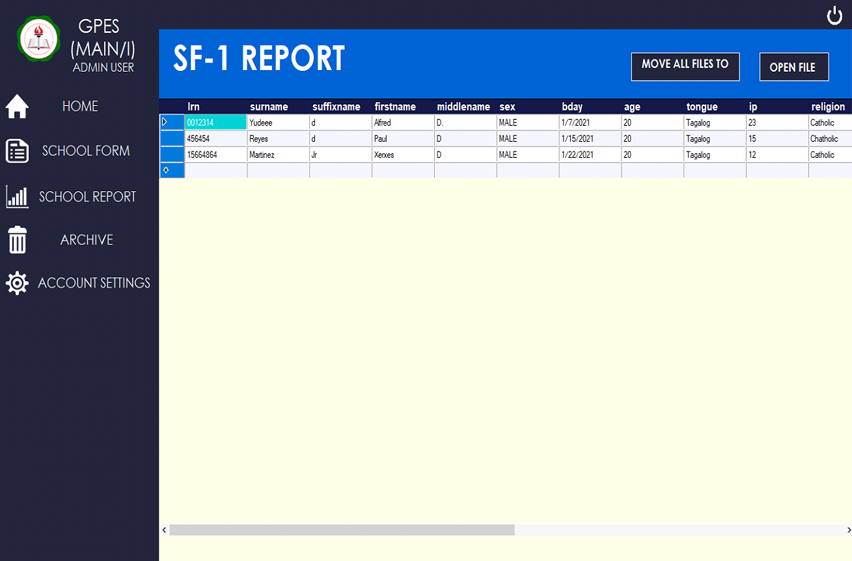 GPES
(MAIN/I)
ADMIN USER
HOME
SCHOOL FORM
SCHOOL REPORT
ARCHIVE
ACCOUNT SETTINGS
SF-1 REPORT
MOVE ALL FILES TO
OPEN FILE
lrn surname suffixname firstname middlename sex bday age tongue ip religion
0012314 Yudeee d Alfred D. MALE 1/7/2021 20 Tagalog 23 Catholic
456454 Reyes d Paul D MALE 1/15/2021 20 Tagalog 15 Chatholic
15664864 Martinez Jr Xerxes D MALE 1/22/2021 20 Tagalog 12 Catholic